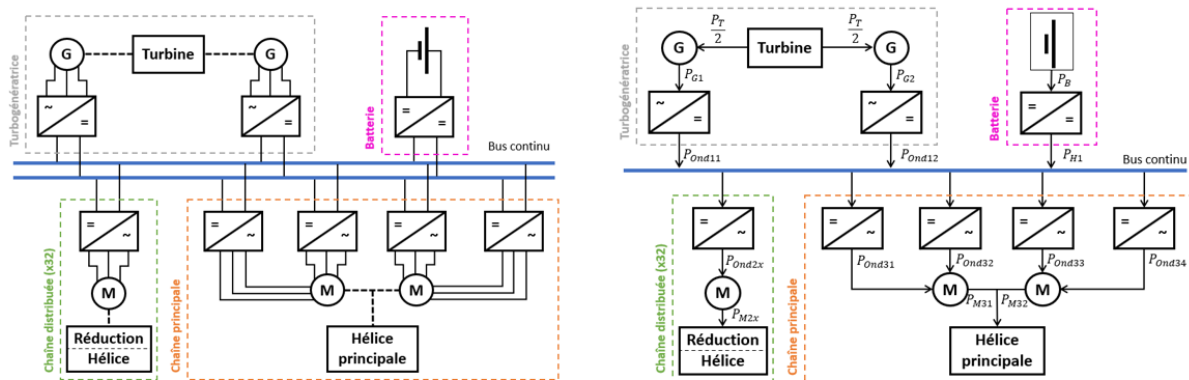 Turbogénératrice
G
Turbine
G
~
=
~
=
Batterie
=
=
Bus continu
Chaîne distribuée (x32)
=
~
M
Réduction
Hélice
Chaîne principale
=
~
=
~
=
~
=
~
M
M
Hélice
principale
Turbogénératrice
G
P_T/2
Turbine
P_T/2
G
P_G1
P_G2
~
=
~
=
P_Ond11
P_Ond12
Batterie
P_B
=
=
P_H1
Bus continu
Chaîne distribuée (x32)
=
~
P_Ond2x
M
P_M2x
Réduction
Hélice
Chaîne principale
=
~
=
~
=
~
=
~
P_Ond31
P_Ond32
P_Ond33
P_Ond34
M
P_M31
P_M32
M
Hélice
principale